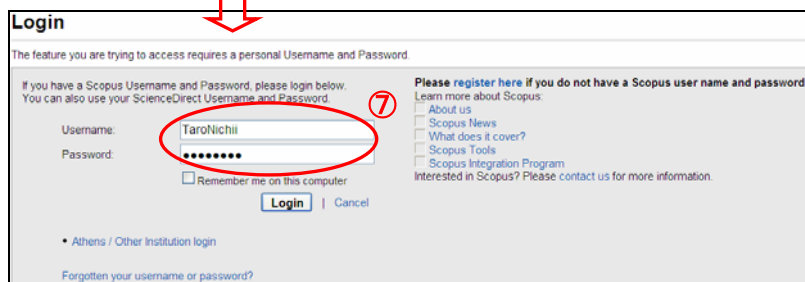 Login
The feature you are trying to access requires a personal Username and Password.
If you have a Scopus Username and Password, please login below.
You can also use your ScienceDirect Username and Password.
⑦
Username: TaroNichii
Password: ••••••••
Remember me on this computer
Login | Cancel
• Athens / Other Institution login
Forgotten your username or password?
Please register here if you do not have a Scopus user name and password
Learn more about Scopus:
About us
Scopus News
What does it cover?
Scopus Tools
Scopus Integration Program
Interested in Scopus? Please contact us for more information.